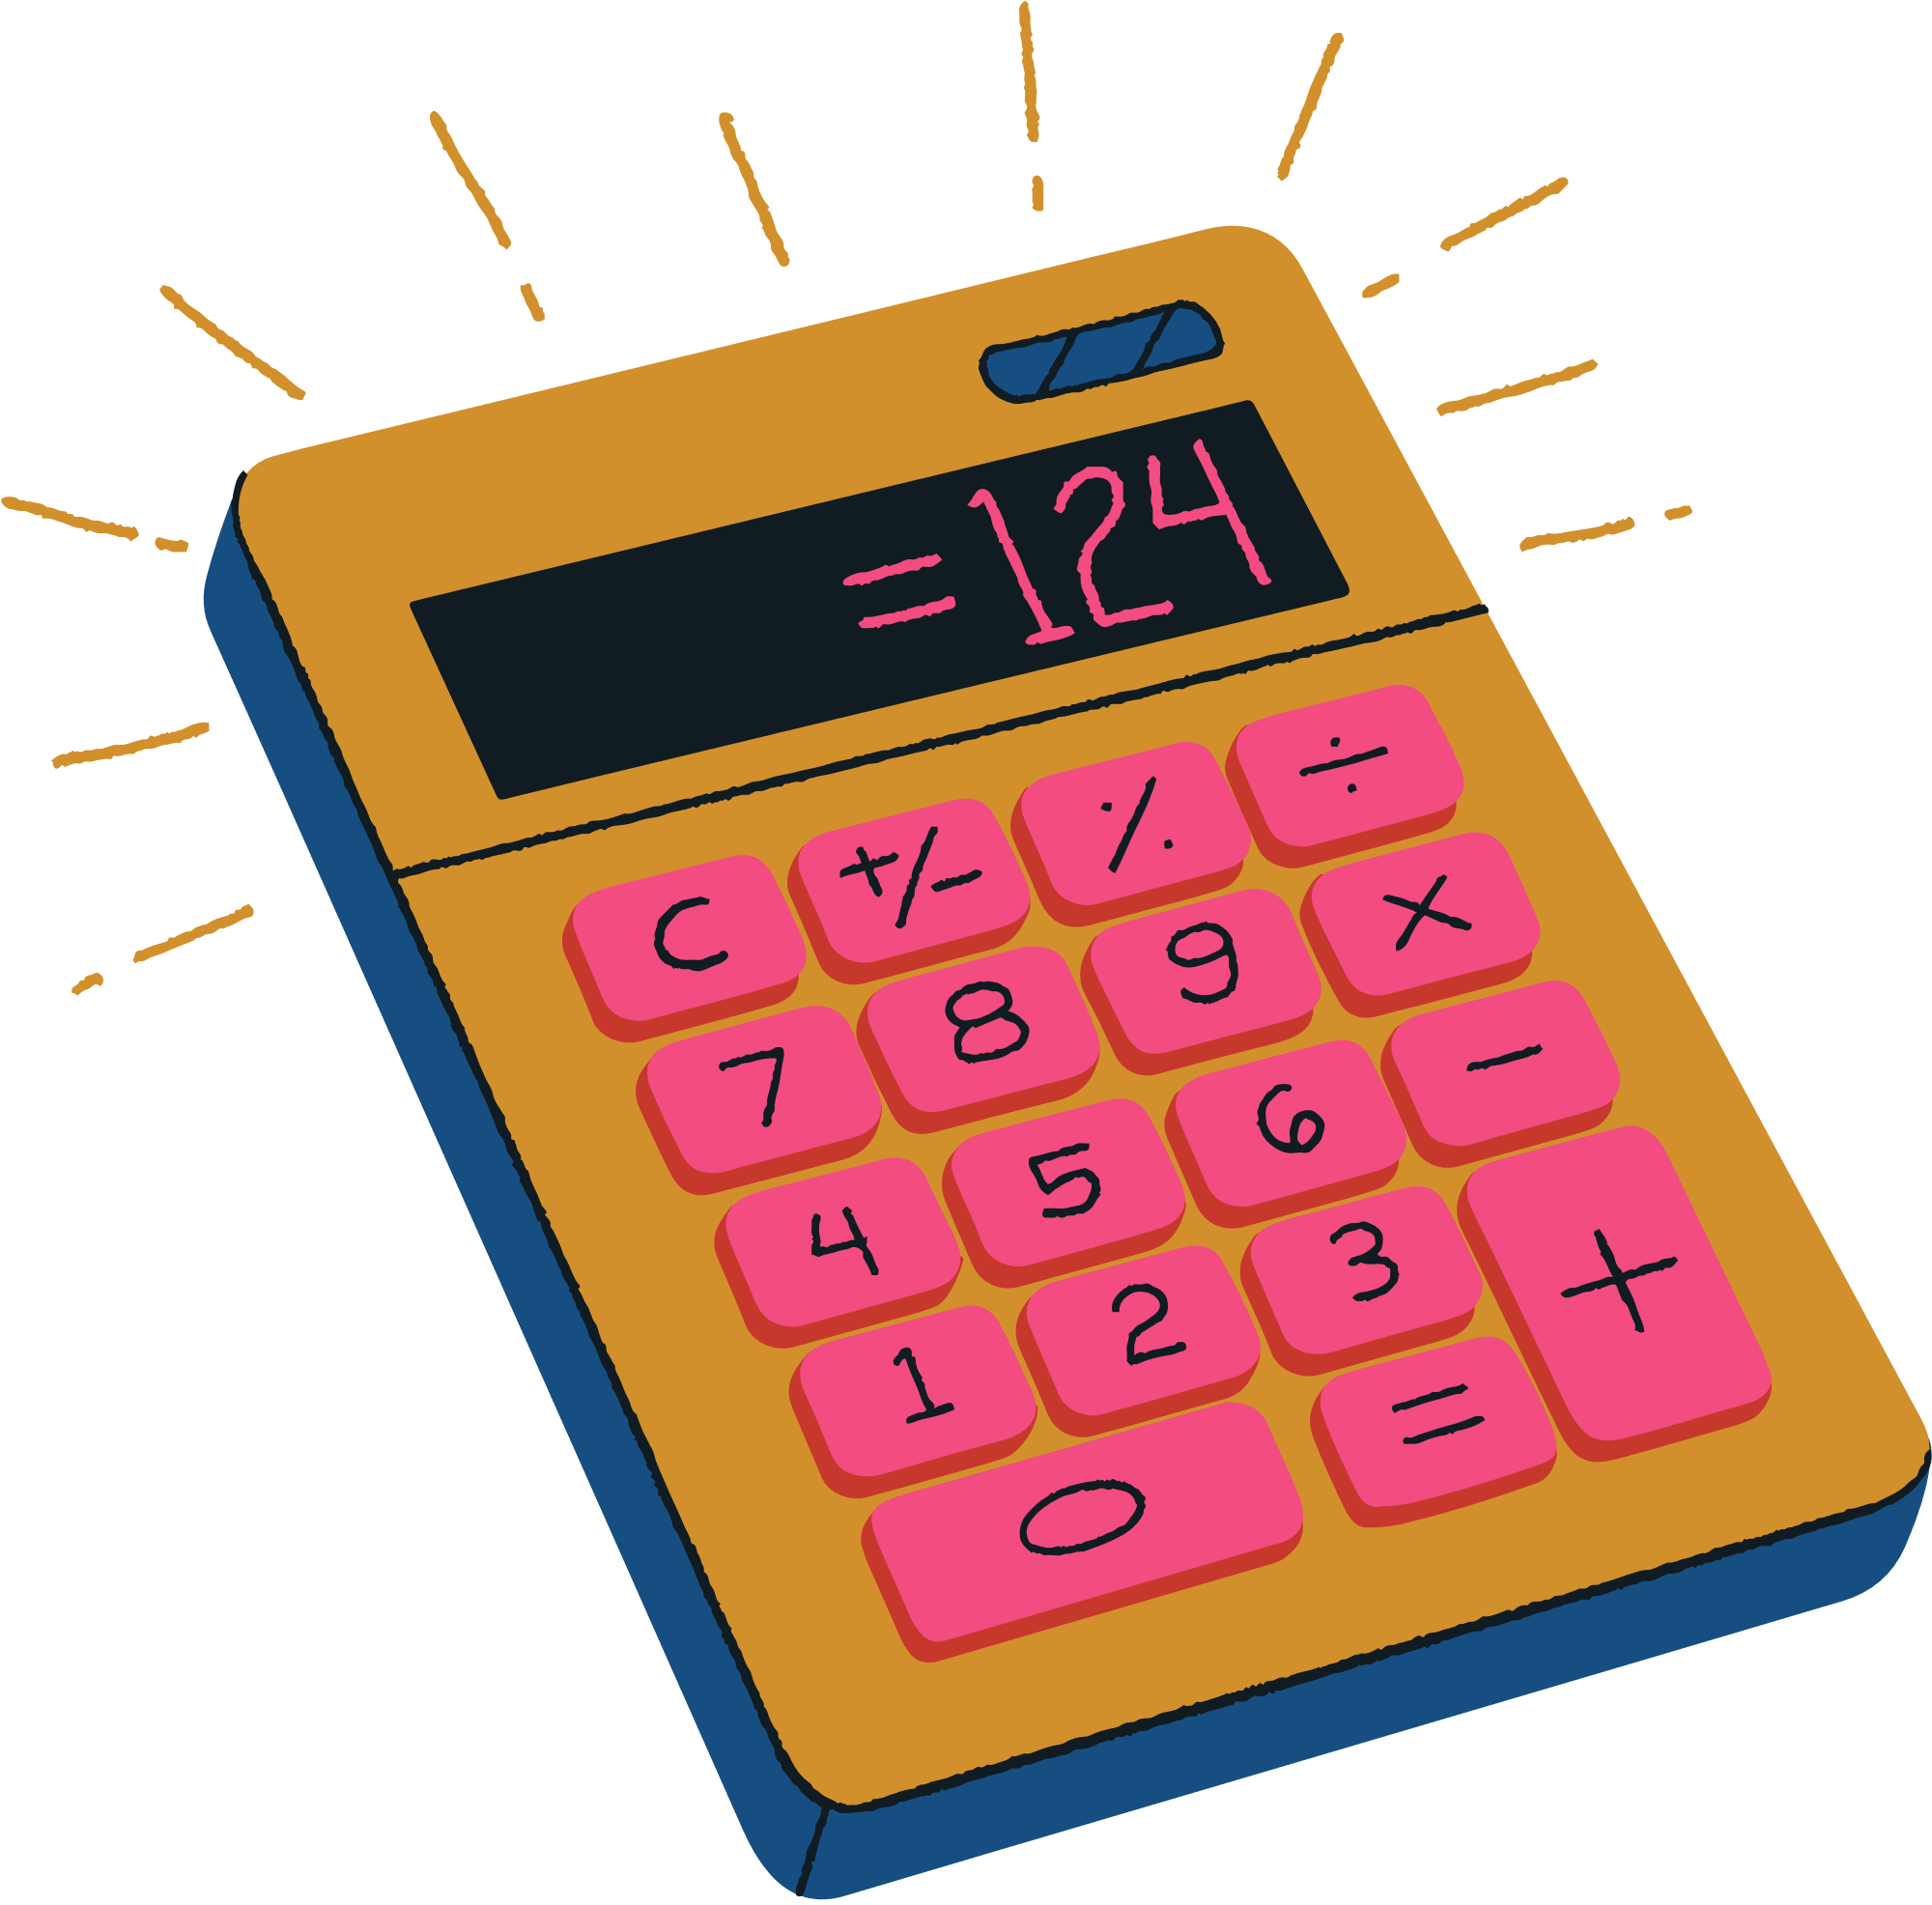 =124
C +/- % ÷
7 8 9 ×
4 5 6 -
1 2 3 +
0 =